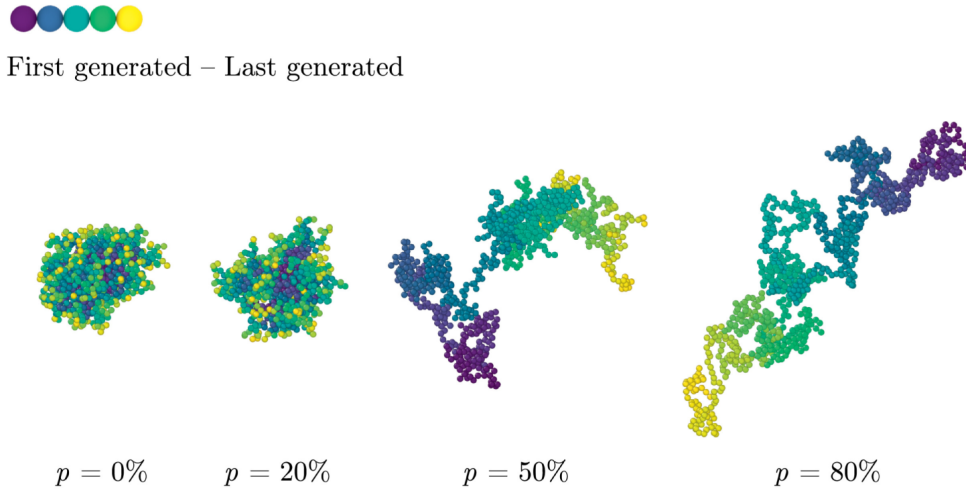 First generated – Last generated
p = 0% p = 20% p = 50% p = 80%